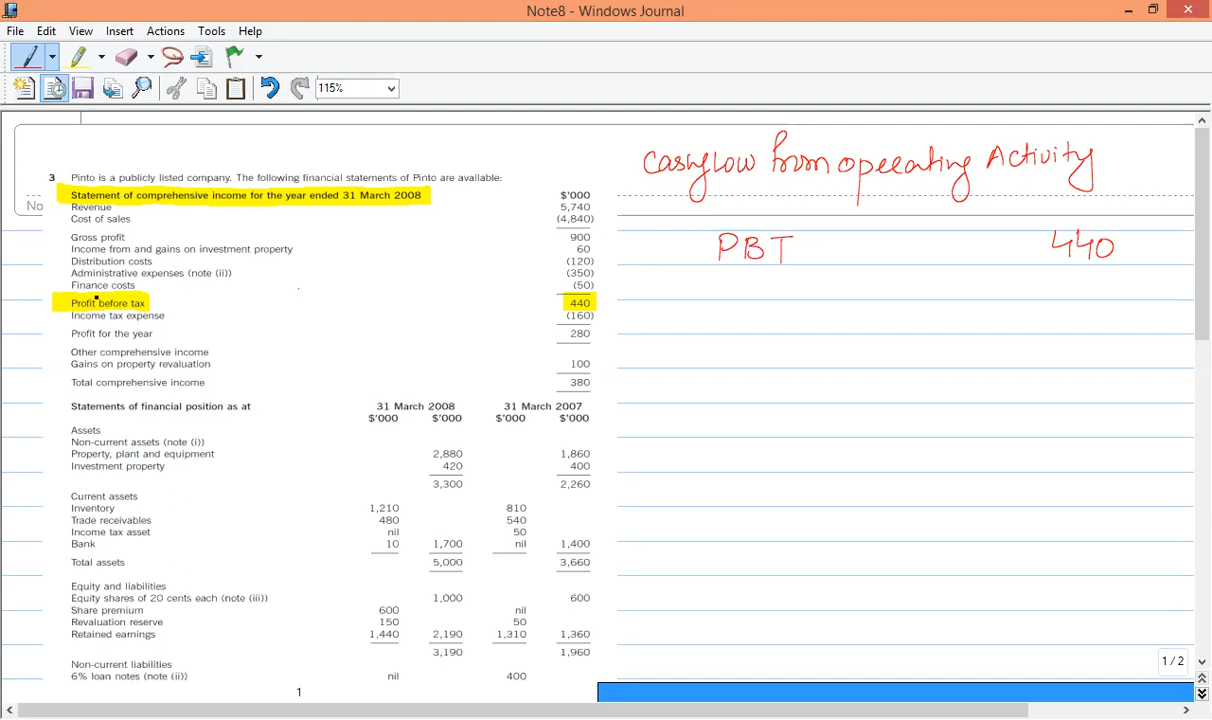 Note8 - Windows Journal
File Edit View Insert Actions Tools Help
115%
Cashflow from opeeating Activity
PBT 440
No
3 Pinto is a publicly listed company. The following financial statements of Pinto are available:
Statement of comprehensive income for the year ended 31 March 2008 $'000
Revenue 5,740
Cost of sales (4,840)
Gross profit 900
Income from and gains on investment property 60
Distribution costs (120)
Administrative expenses (note (ii)) (350)
Finance costs (50)
Profit before tax 440
Income tax expense (160)
Profit for the year 280
Other comprehensive income
Gains on property revaluation 100
Total comprehensive income 380
Statements of financial position as at 31 March 2008 31 March 2007
$'000 $'000 $'000 $'000
Assets
Non-current assets (note (i))
Property, plant and equipment 2,880 1,860
Investment property 420 400
3,300 2,260
Current assets
Inventory 1,210 810
Trade receivables 480 540
Income tax asset nil 50
Bank 10 1,700 nil 1,400
Total assets 5,000 3,660
Equity and liabilities
Equity shares of 20 cents each (note (iii)) 1,000 600
Share premium 600 nil
Revaluation reserve 150 50
Retained earnings 1,440 2,190 1,310 1,360
3,190 1,960
Non-current liabilities
6% loan notes (note (ii)) nil 400
1
1 / 2